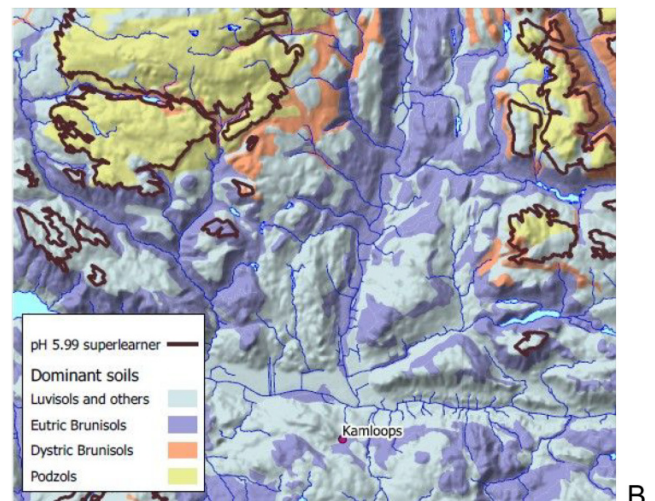 pH 5.99 superlearner
Dominant soils
Luvisols and others
Eutric Brunisols
Dystric Brunisols
Podzols
Kamloops
B